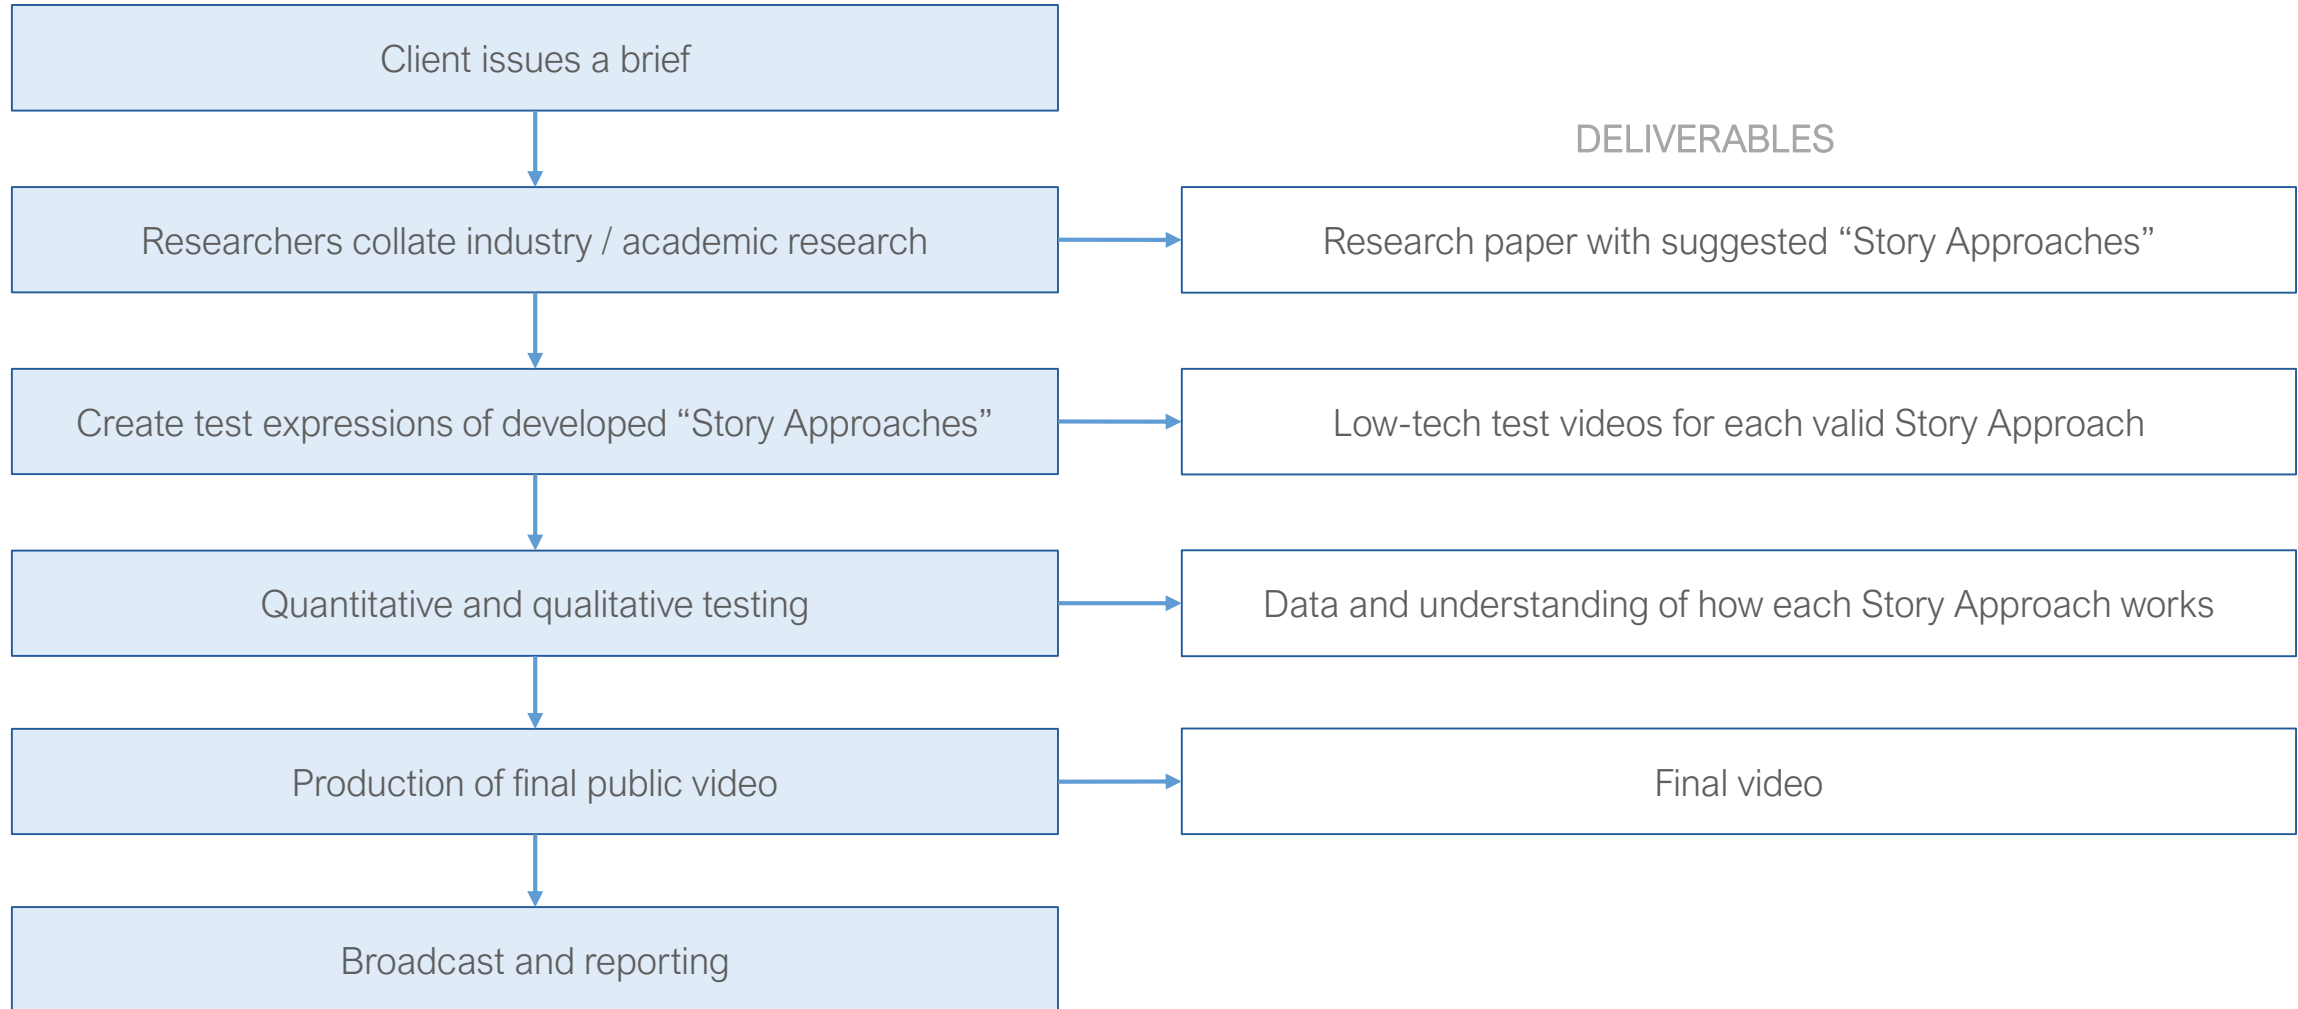 Client issues a brief
DELIVERABLES
Researchers collate industry / academic research
Research paper with suggested “Story Approaches”
Create test expressions of developed “Story Approaches”
Low-tech test videos for each valid Story Approach
Quantitative and qualitative testing
Data and understanding of how each Story Approach works
Production of final public video
Final video
Broadcast and reporting